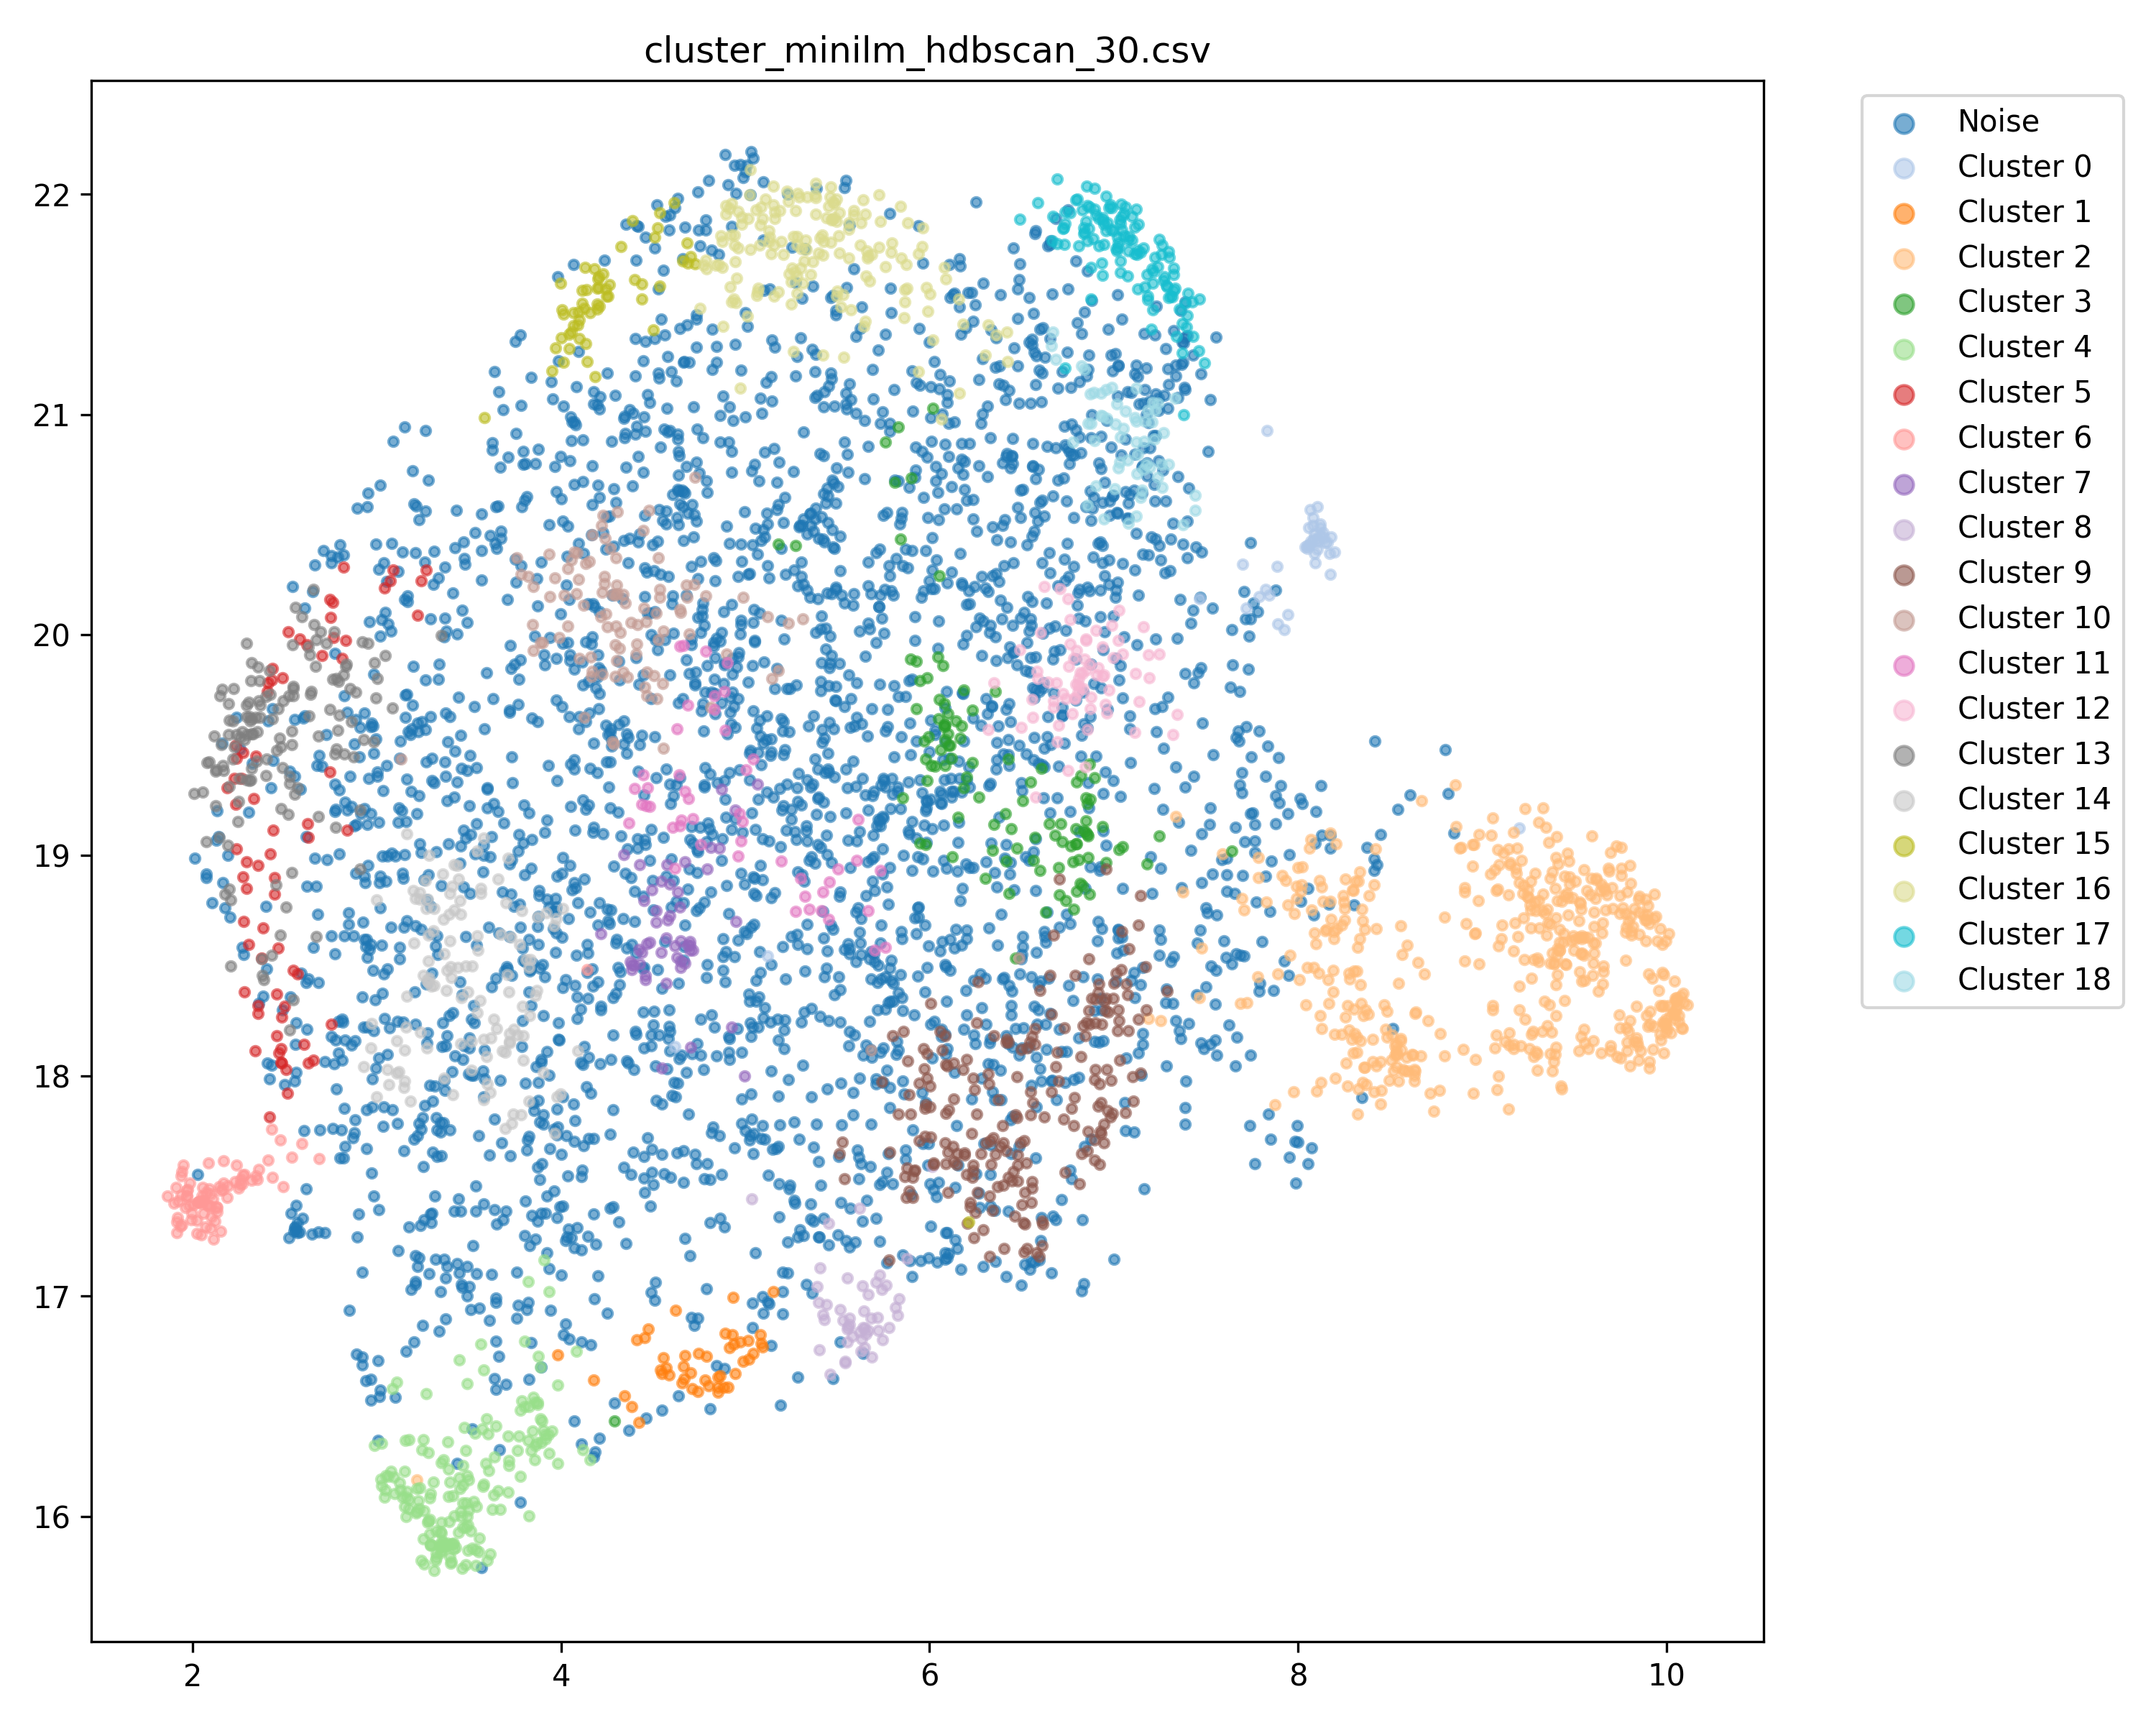 cluster_minilm_hdbscan_30.csv
22
21
20
19
18
17
16
2 4 6 8 10
Noise
Cluster 0
Cluster 1
Cluster 2
Cluster 3
Cluster 4
Cluster 5
Cluster 6
Cluster 7
Cluster 8
Cluster 9
Cluster 10
Cluster 11
Cluster 12
Cluster 13
Cluster 14
Cluster 15
Cluster 16
Cluster 17
Cluster 18